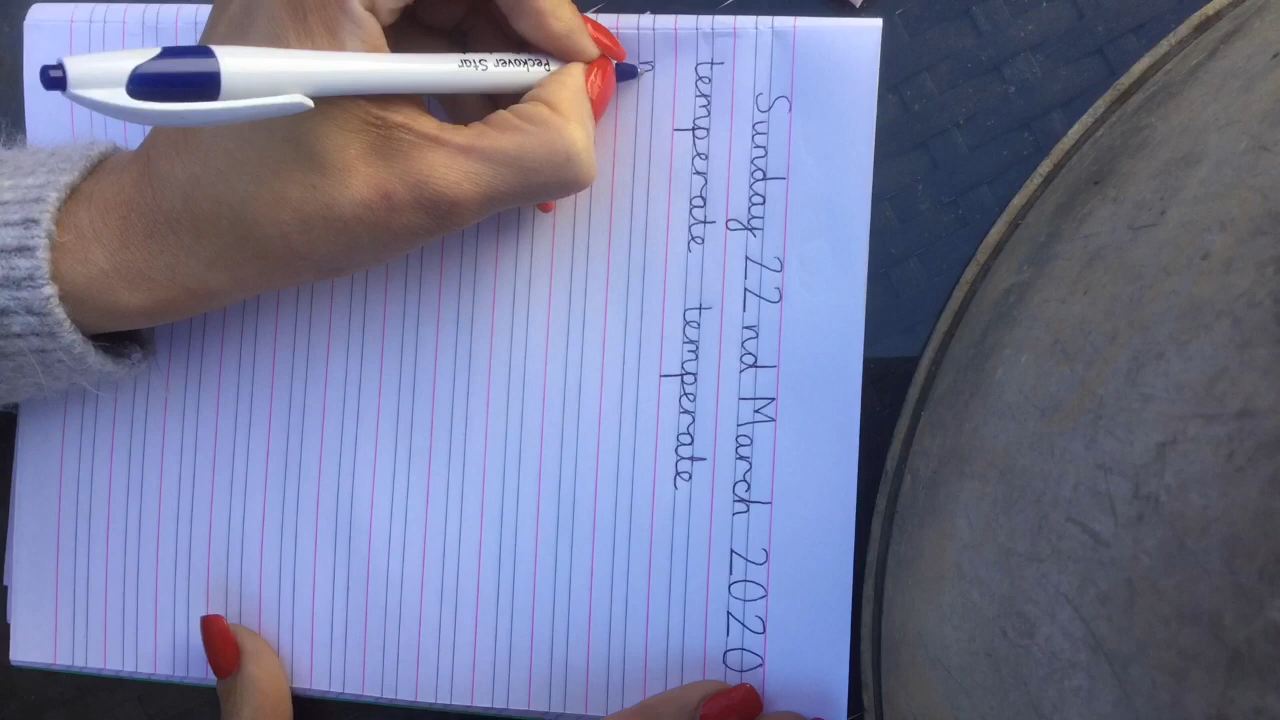 Sunday 22nd March 2020
temperate temperate
n
Peckover Star